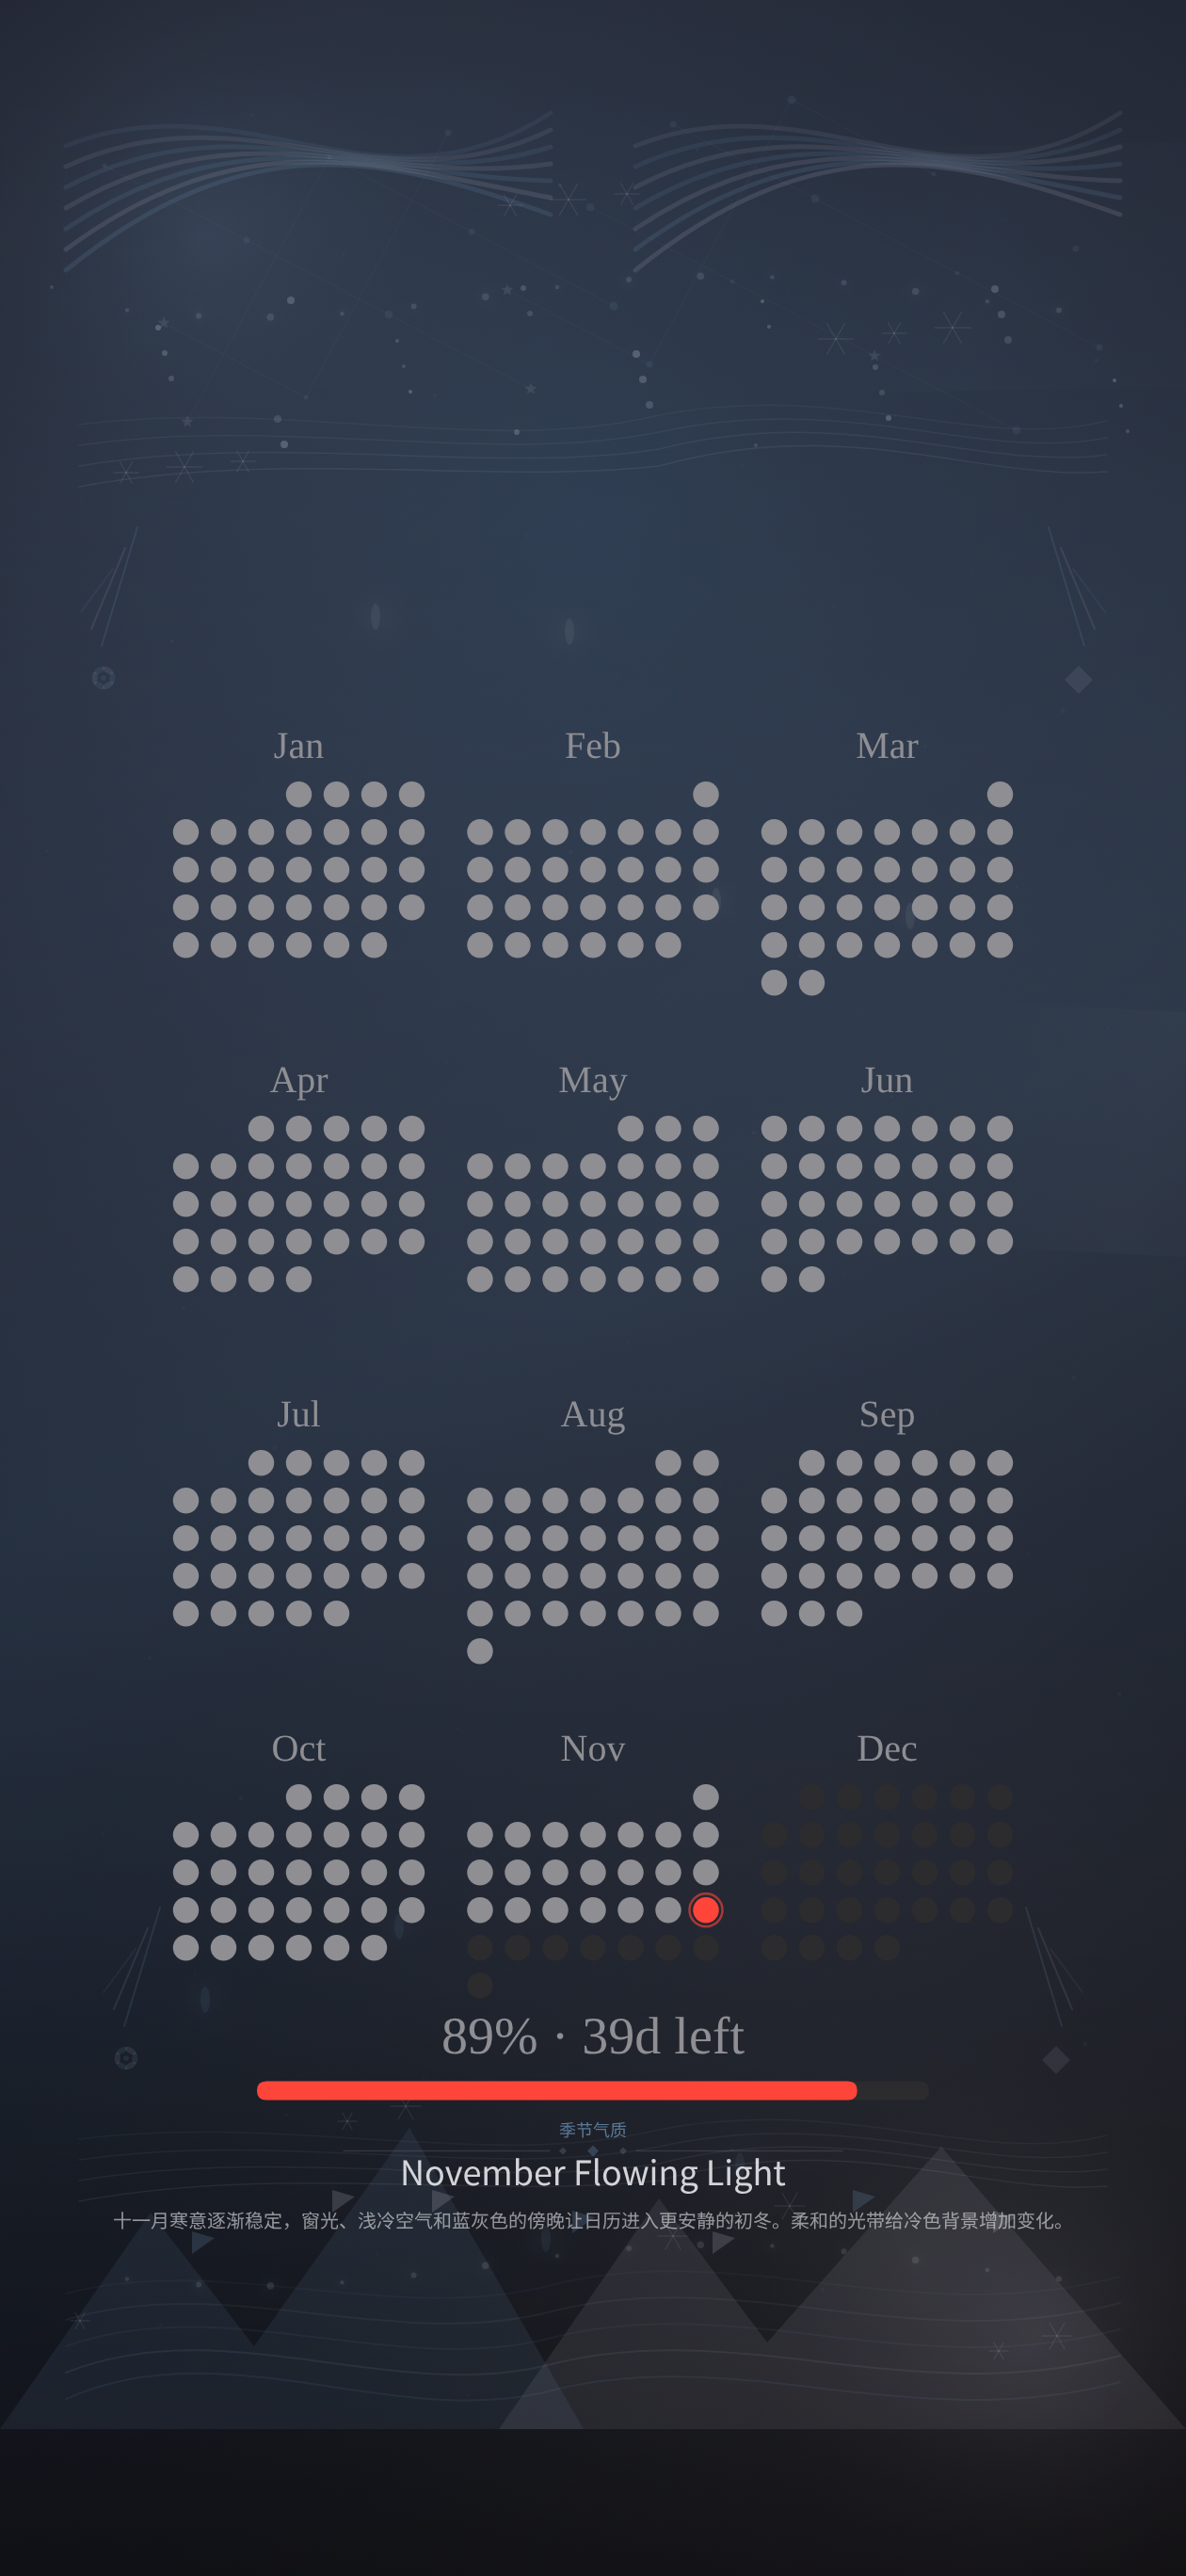 Jan Feb Mar
Apr May Jun
Jul Aug Sep
Oct Nov Dec
89% · 39d left
季节气质
November Flowing Light
十一月寒意逐渐稳定，窗光、浅冷空气和蓝灰色的傍晚让日历进入更安静的初冬。柔和的光带给冷色背景增加变化。